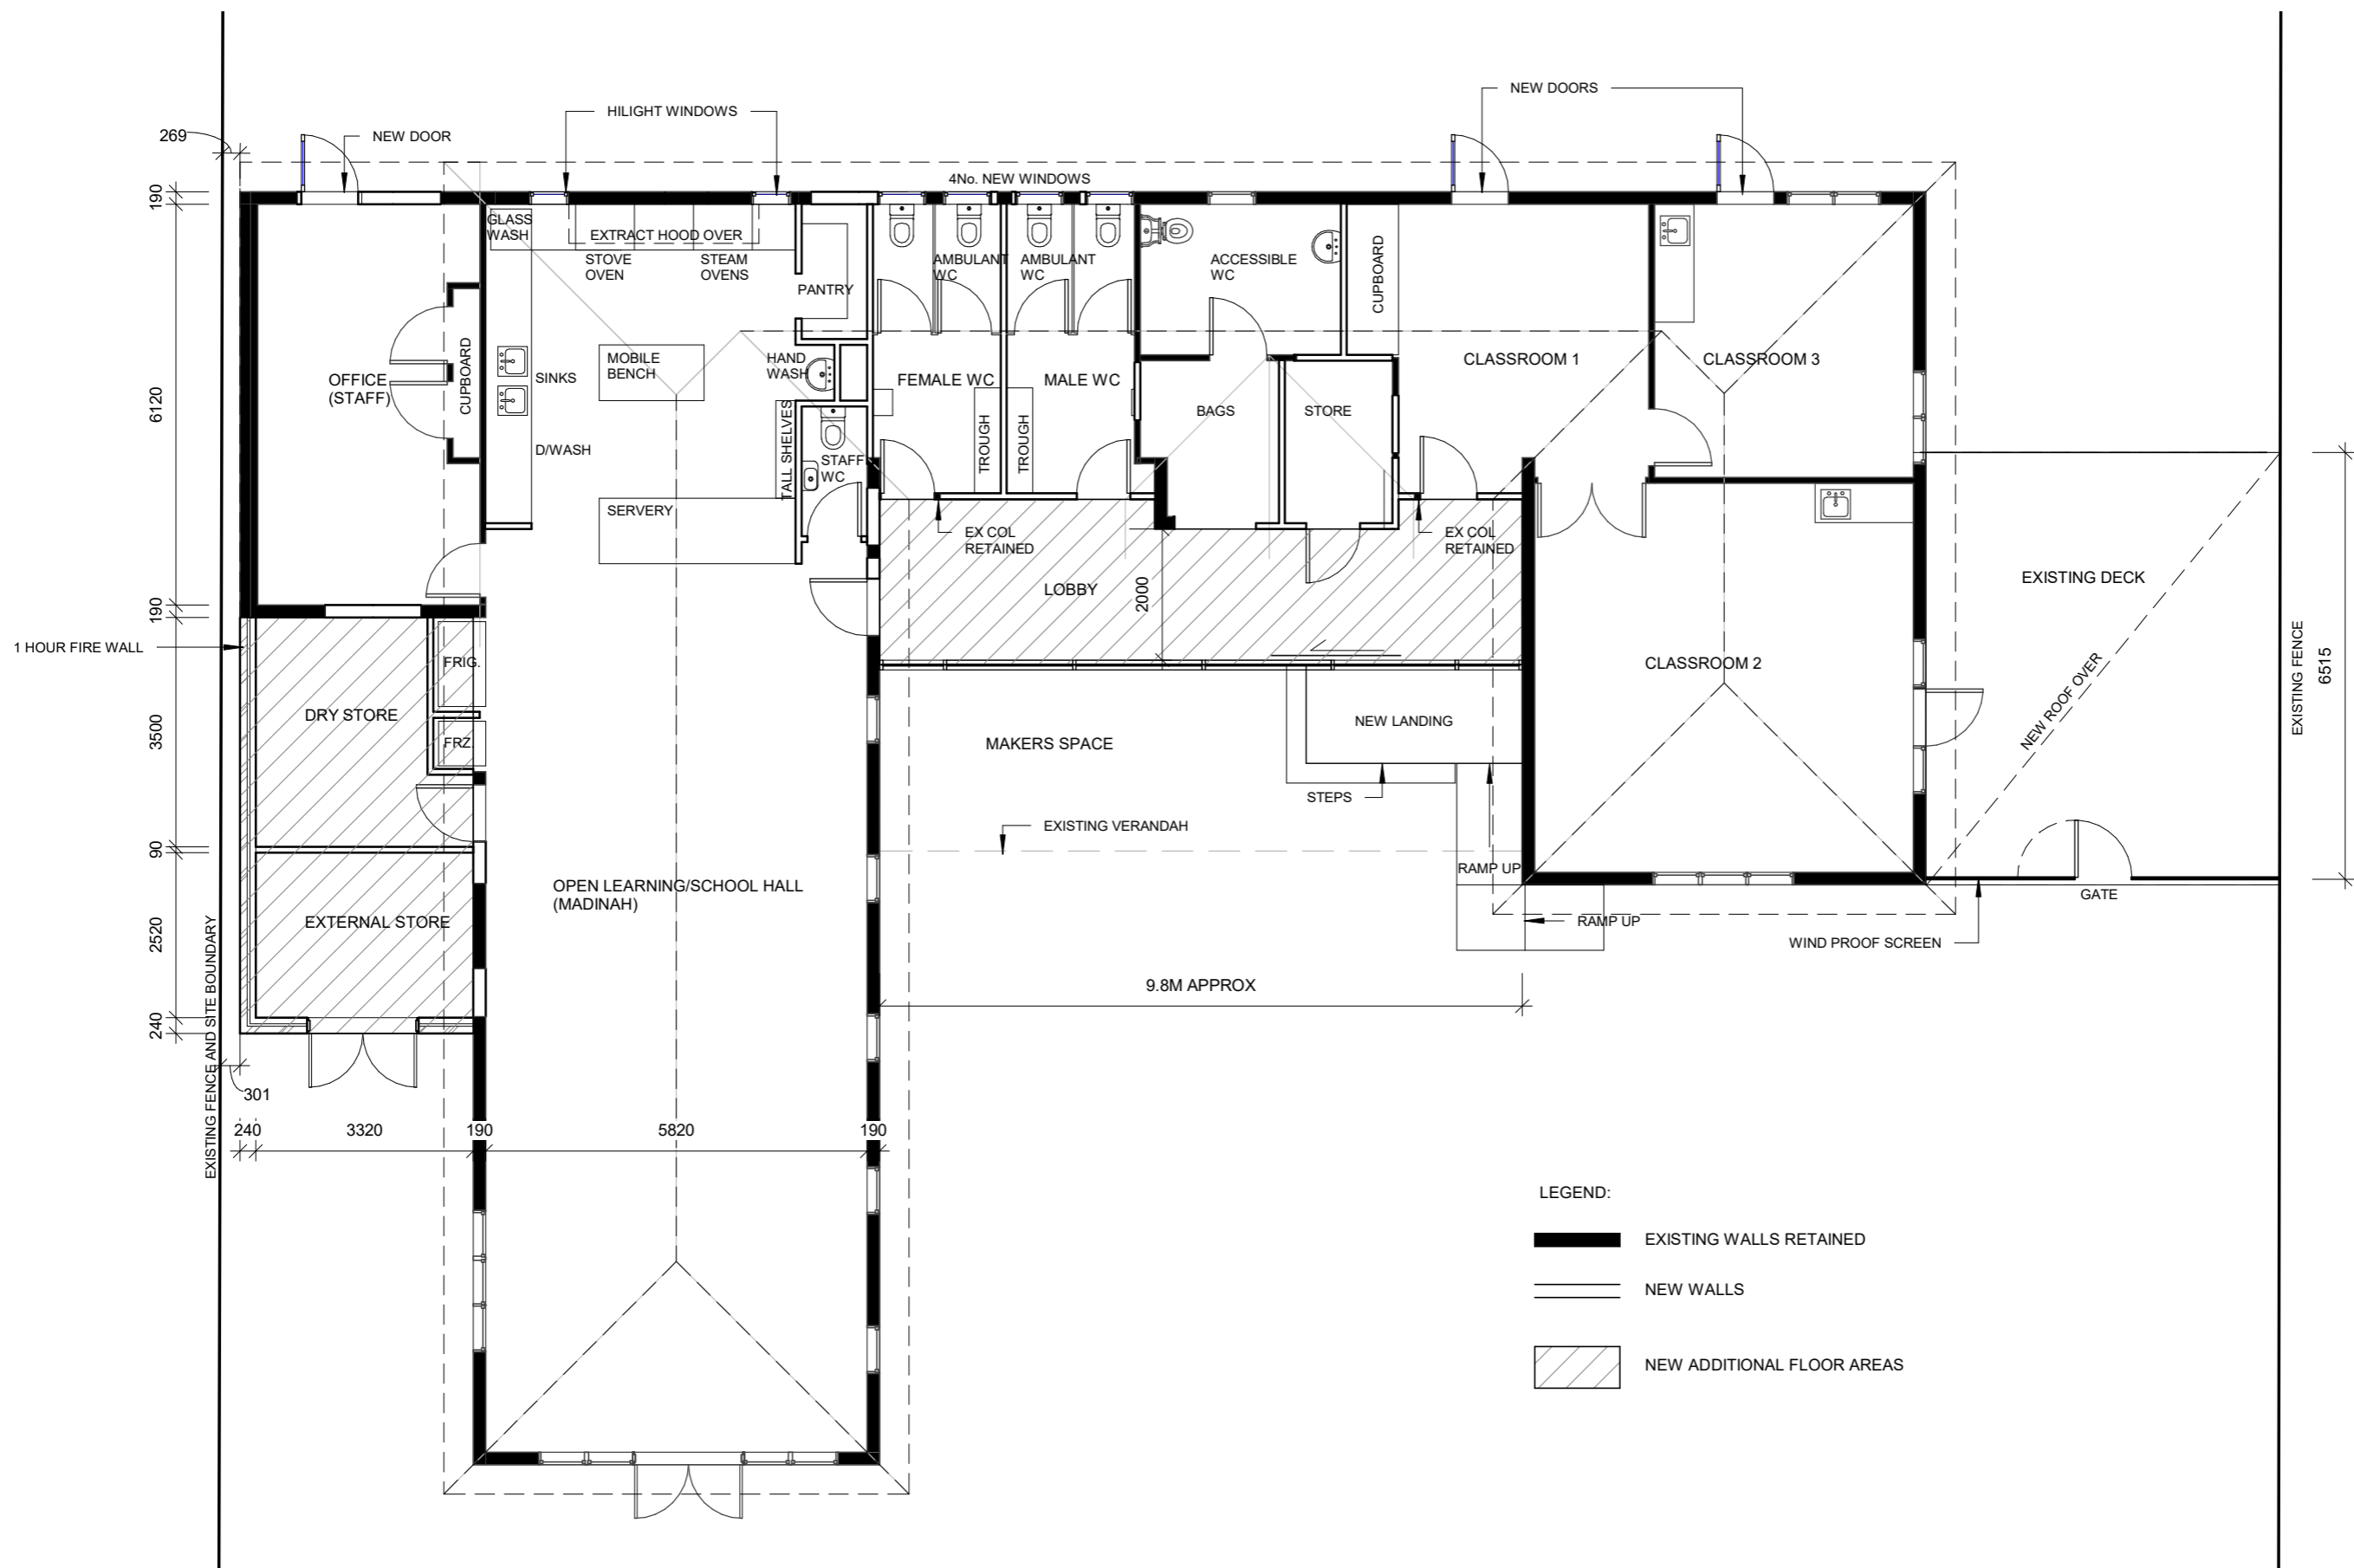 NEW DOORS
HILIGHT WINDOWS
269
NEW DOOR
4No. NEW WINDOWS
190
GLASS
WASH
EXTRACT HOOD OVER
STOVE
OVEN
STEAM
OVENS
PANTRY
AMBULANT
WC
AMBULANT
WC
ACCESSIBLE
WC
CUPBOARD
6120
OFFICE
(STAFF)
CUPBOARD
SINKS
D/WASH
MOBILE
BENCH
HAND
WASH
TALL SHELVES
STAFF
WC
FEMALE WC
TROUGH
TROUGH
MALE WC
BAGS
STORE
CLASSROOM 1
CLASSROOM 3
SERVERY
EX COL
RETAINED
EX COL
RETAINED
LOBBY
2000
EXISTING DECK
190
1 HOUR FIRE WALL
FRIG.
FRZ.
DRY STORE
3500
CLASSROOM 2
NEW ROOF OVER
EXISTING FENCE
6515
NEW LANDING
MAKERS SPACE
STEPS
EXISTING VERANDAH
RAMP UP
90
OPEN LEARNING/SCHOOL HALL
(MADINAH)
EXTERNAL STORE
2520
GATE
RAMP UP
WIND PROOF SCREEN
9.8M APPROX
240
EXISTING FENCE AND SITE BOUNDARY
301
240
3320
190
5820
190
LEGEND:
EXISTING WALLS RETAINED
NEW WALLS
NEW ADDITIONAL FLOOR AREAS